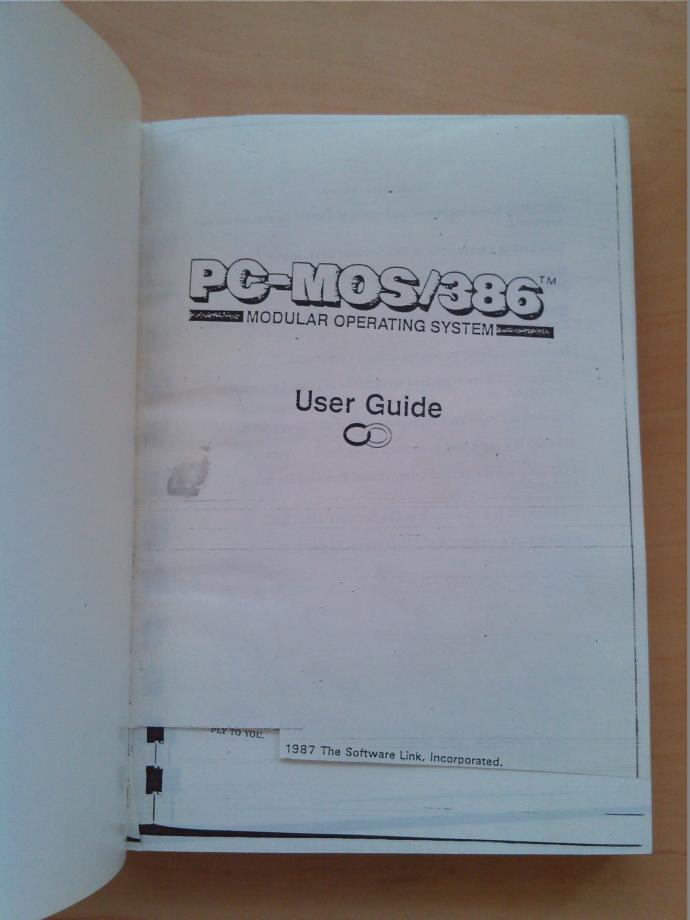 PC-MOS/386™
MODULAR OPERATING SYSTEM
User Guide
PLY TO YOU.
1987 The Software Link, Incorporated.